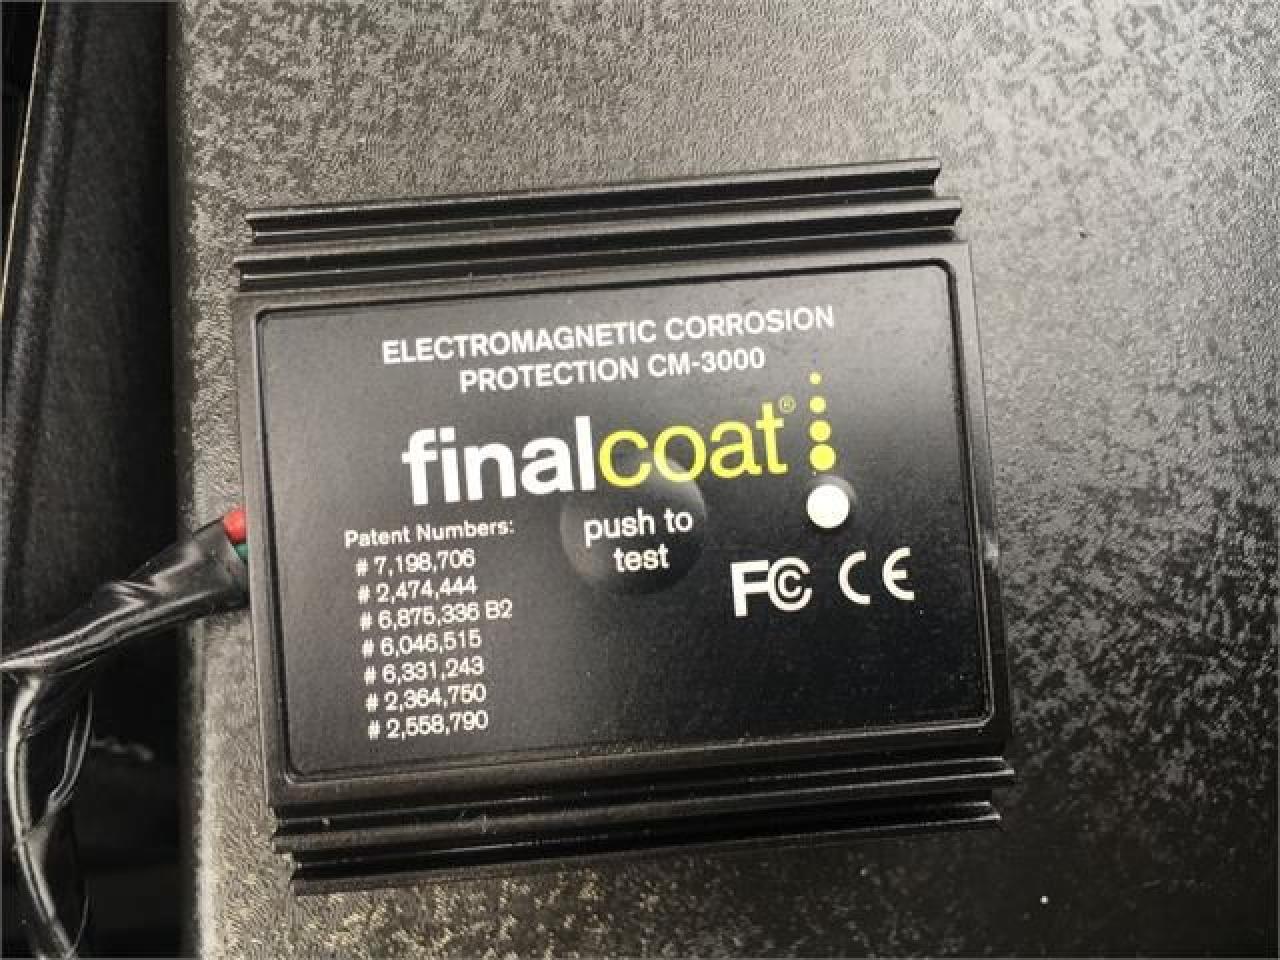 ELECTROMAGNETIC CORROSION
PROTECTION CM-3000
finalcoat®
push to
test
Patent Numbers:
# 7,198,706
# 2,474,444
# 6,875,336 B2
# 6,046,515
# 6,331,243
# 2,364,750
# 2,558,790
FC CE